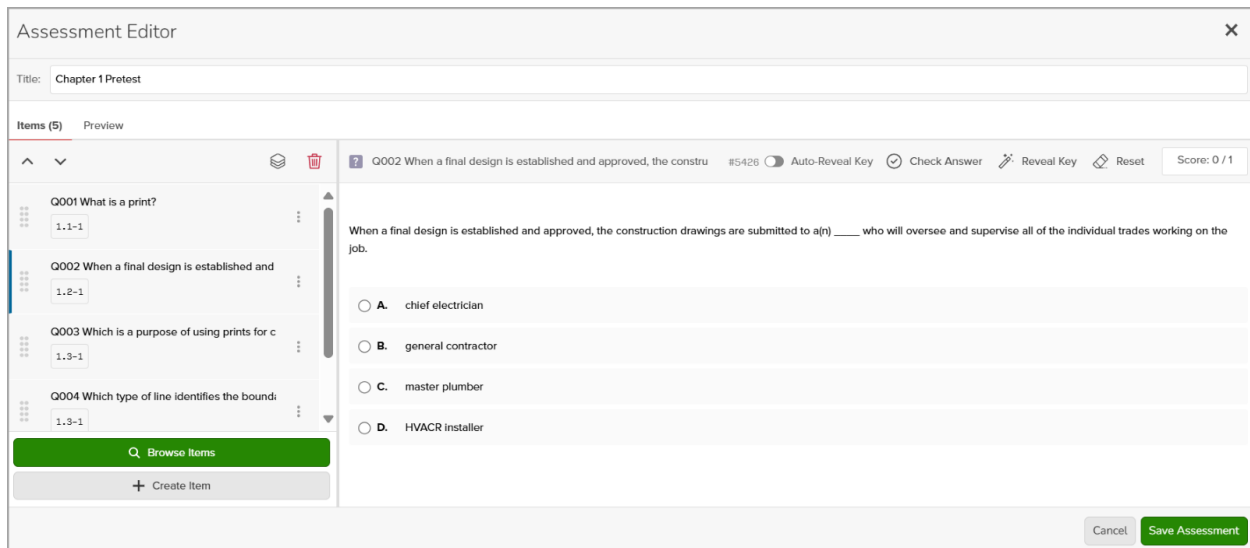 Assessment Editor
Title: Chapter 1 Pretest
Items (5) Preview
Q001 What is a print?
1.1-1
Q002 When a final design is established and
1.2-1
Q003 Which is a purpose of using prints for c
1.3-1
Q004 Which type of line identifies the bounda
1.3-1
Browse Items
+ Create Item
? Q002 When a final design is established and approved, the constru #5426 Auto-Reveal Key Check Answer Reveal Key Reset Score: 0 / 1
When a final design is established and approved, the construction drawings are submitted to a(n) ____ who will oversee and supervise all of the individual trades working on the
job.
A. chief electrician
B. general contractor
C. master plumber
D. HVACR installer
Cancel Save Assessment